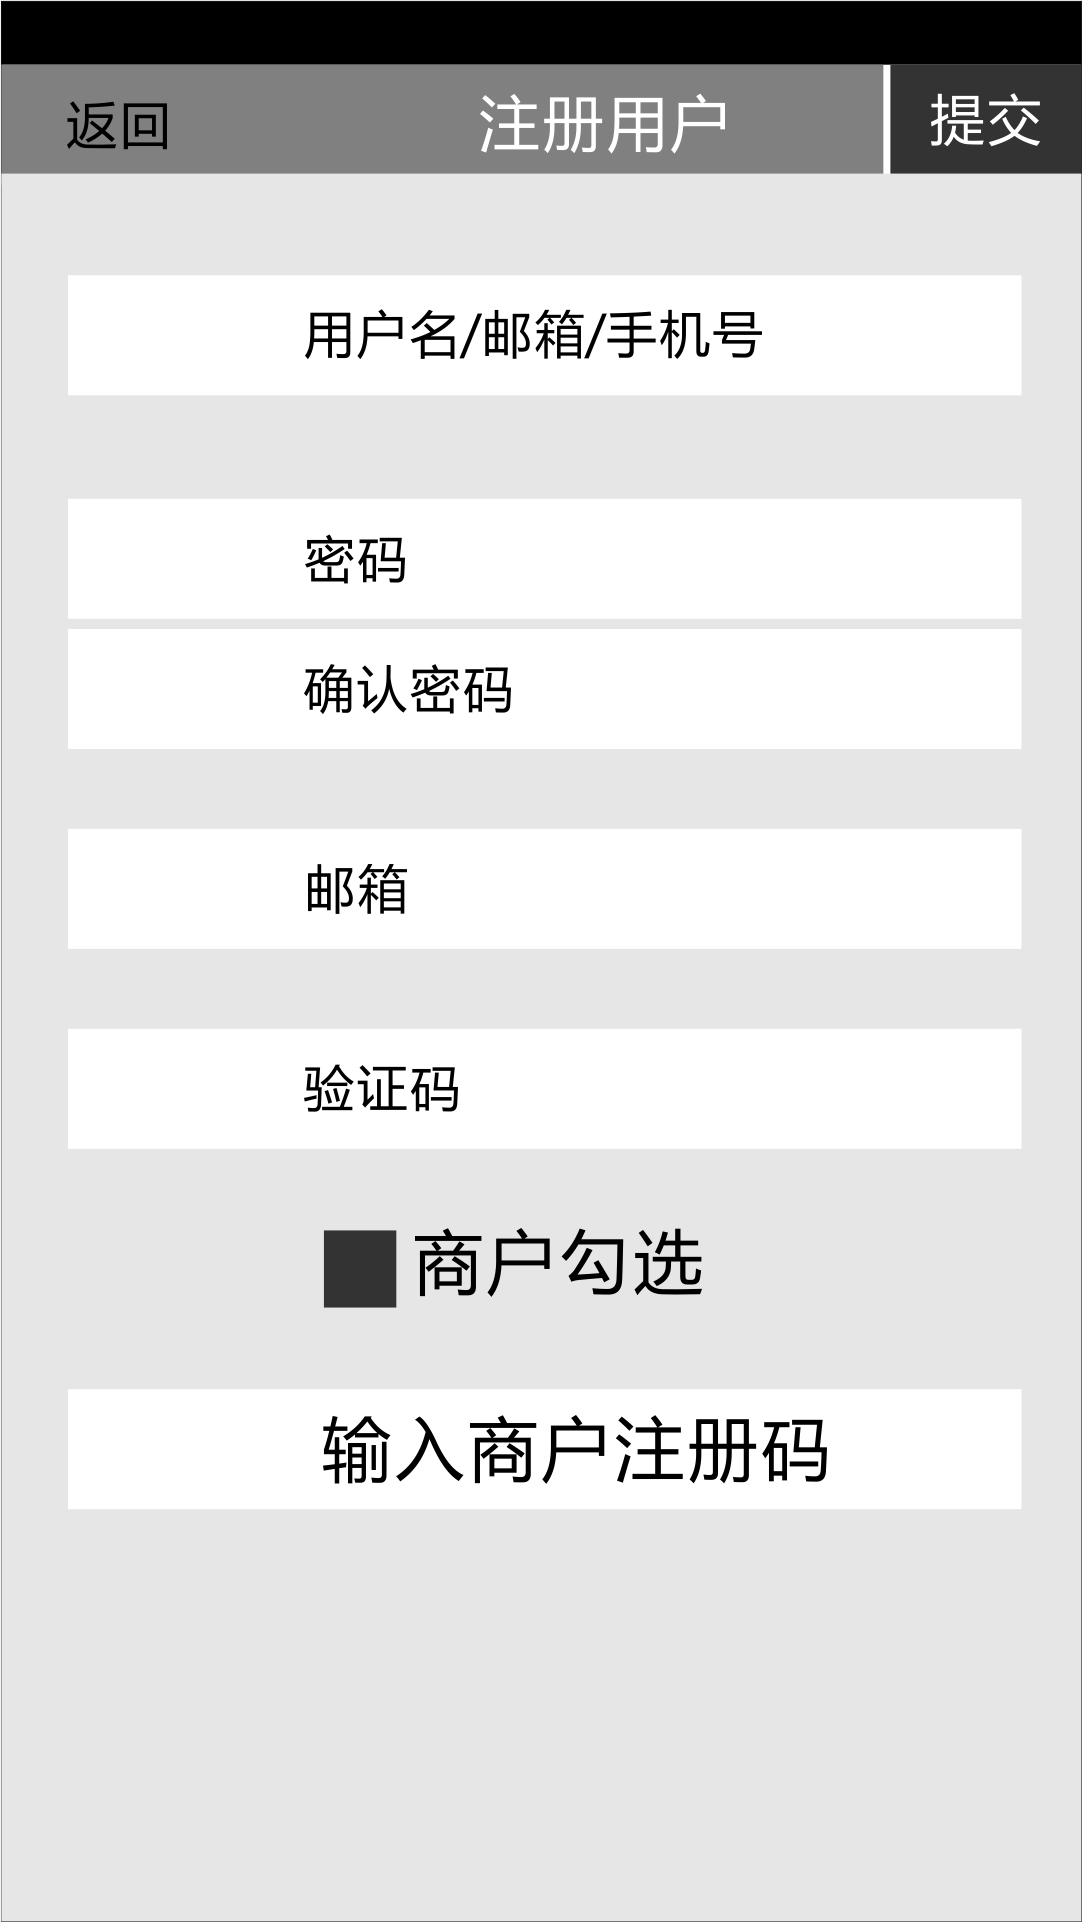 返回 注册用户 提交
用户名/邮箱/手机号
密码
确认密码
邮箱
验证码
商户勾选
输入商户注册码